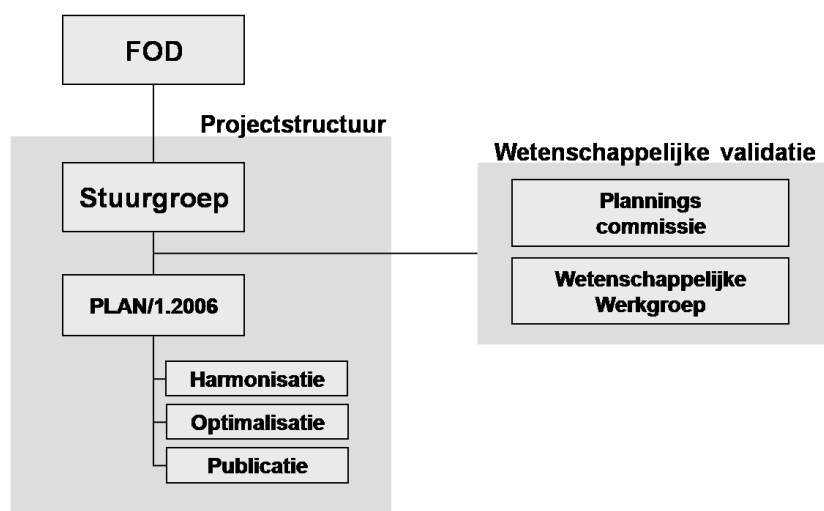 FOD
Projectstructuur
Stuurgroep
PLAN/1.2006
Harmonisatie
Optimalisatie
Publicatie
Wetenschappelijke validatie
Plannings
commissie
Wetenschappelijke
Werkgroep